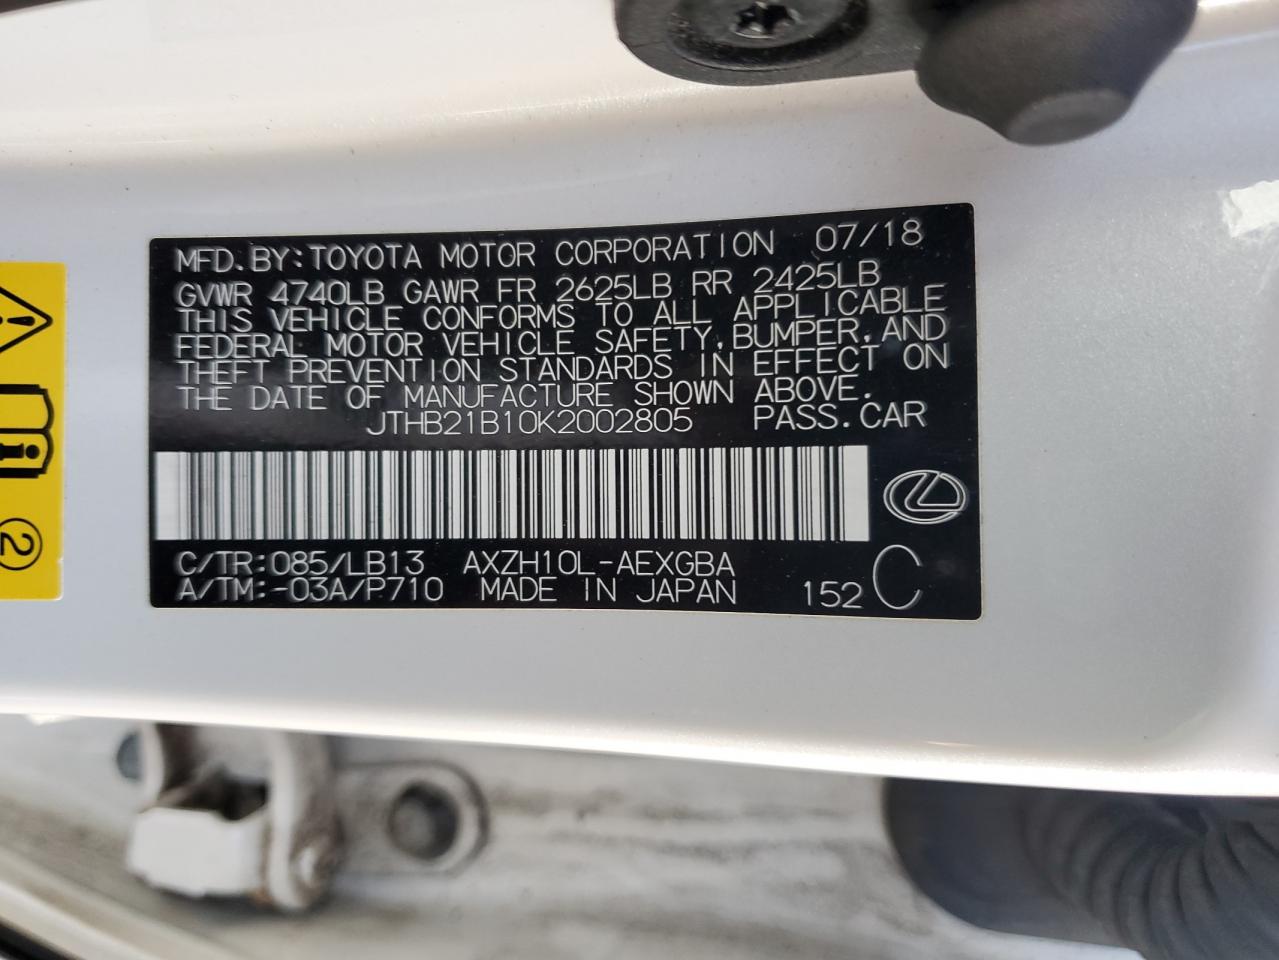 MFD.BY:TOYOTA MOTOR CORPORATION 07/18
GVWR 4740LB GAWR FR 2625LB RR 2425LB
THIS VEHICLE CONFORMS TO ALL APPLICABLE
FEDERAL MOTOR VEHICLE SAFETY,BUMPER,AND
THEFT PREVENTION STANDARDS IN EFFECT ON
THE DATE OF MANUFACTURE SHOWN ABOVE.
JTHB21B10K2002805 PASS.CAR
C/TR:085/LB13 AXZH10L-AEXGBA
A/TM:-03A/P710 MADE IN JAPAN 152 C
2